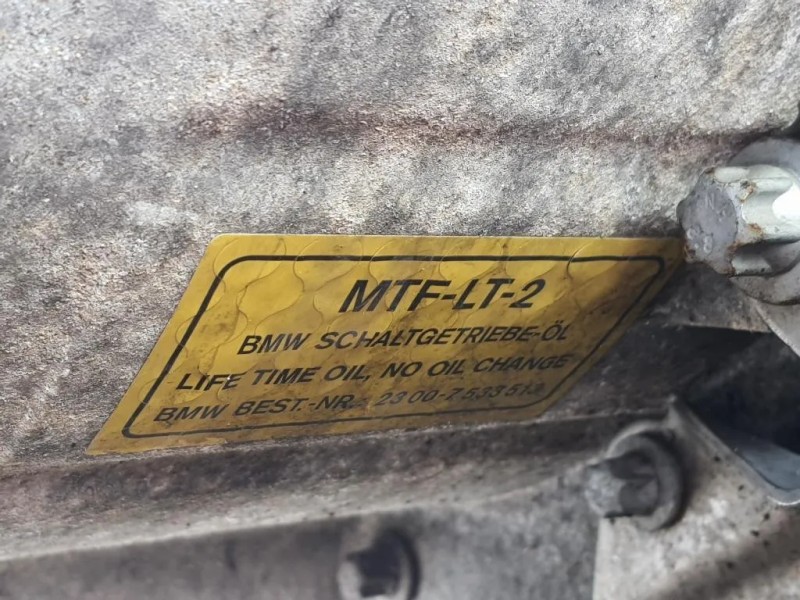 MTF-LT-2
BMW SCHALTGETRIEBE-ÖL
LIFE TIME OIL, NO OIL CHANGE
BMW BEST.-NR.: 23 00-7 533 513